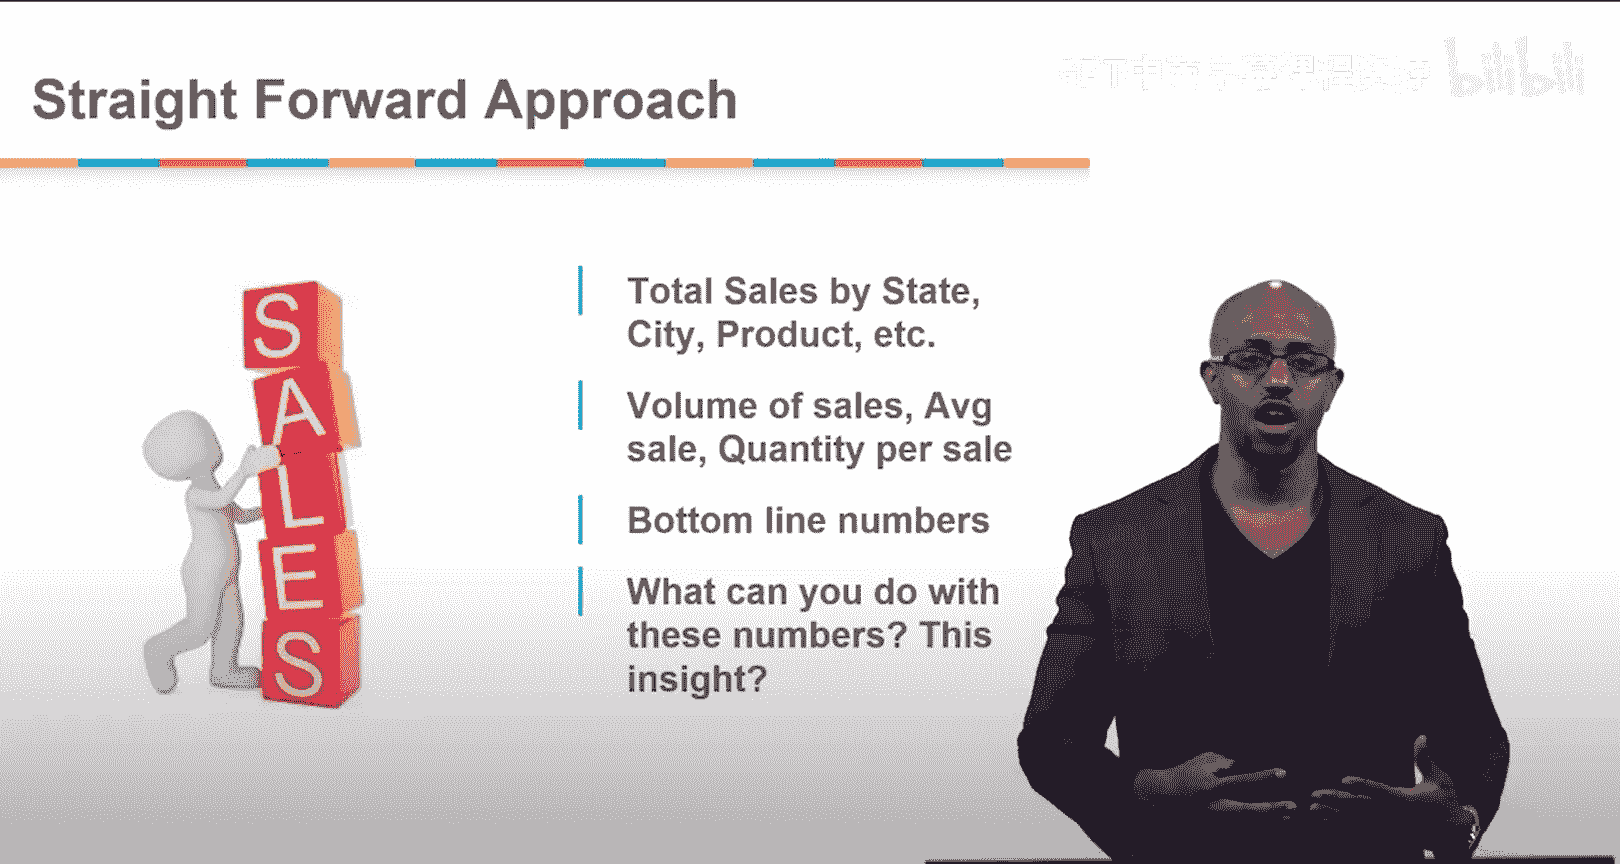 Straight Forward Approach
bilibili
S
A
L
E
S
Total Sales by State,
City, Product, etc.
Volume of sales, Avg
sale, Quantity per sale
Bottom line numbers
What can you do with
these numbers? This
insight?